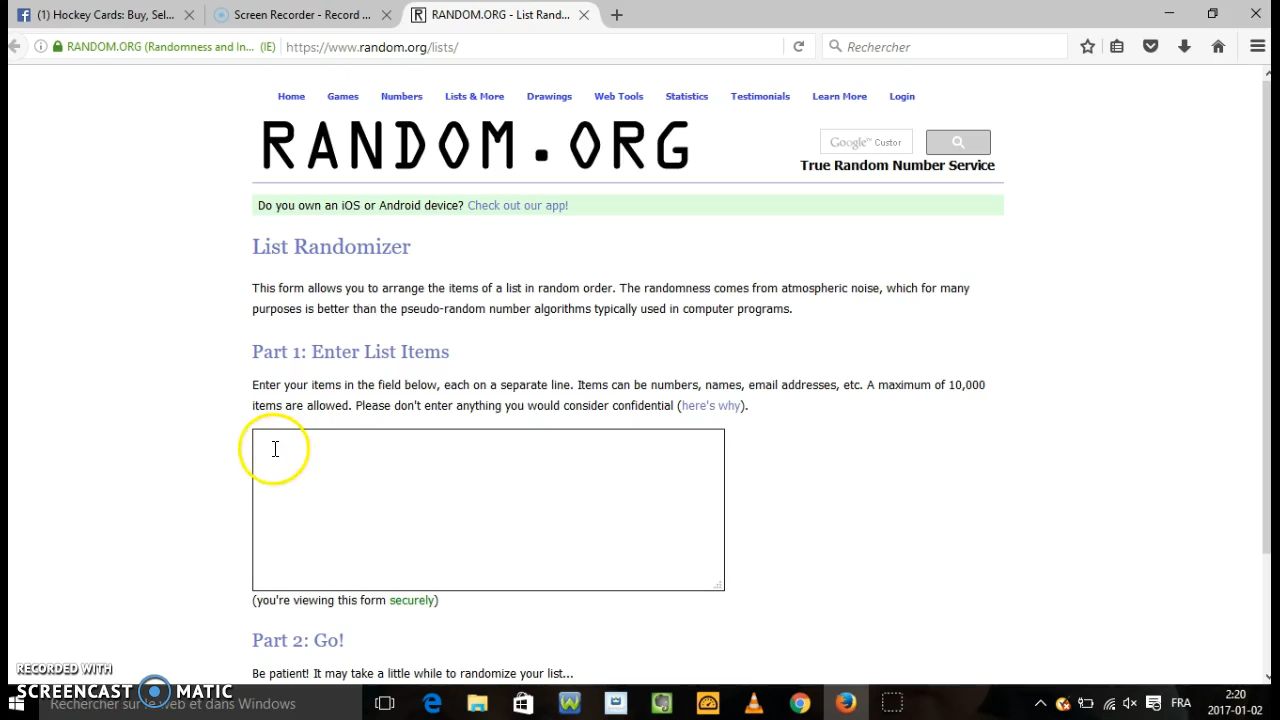 (1) Hockey Cards: Buy, Sel...
Screen Recorder - Record ...
RANDOM.ORG - List Rand...
RANDOM.ORG (Randomness and In... (IE)
https://www.random.org/lists/
Rechercher
Home Games Numbers Lists & More Drawings Web Tools Statistics Testimonials Learn More Login
RANDOM.ORG
Google™ Custor
True Random Number Service
Do you own an iOS or Android device? Check out our app!
List Randomizer
This form allows you to arrange the items of a list in random order. The randomness comes from atmospheric noise, which for many
purposes is better than the pseudo-random number algorithms typically used in computer programs.
Part 1: Enter List Items
Enter your items in the field below, each on a separate line. Items can be numbers, names, email addresses, etc. A maximum of 10,000
items are allowed. Please don't enter anything you would consider confidential (here's why).
(you're viewing this form securely)
Part 2: Go!
Be patient! It may take a little while to randomize your list...
RECORDED WITH
SCREENCAST MATIC
Rechercher sur le Web et dans Windows
FRA
2:20
2017-01-02